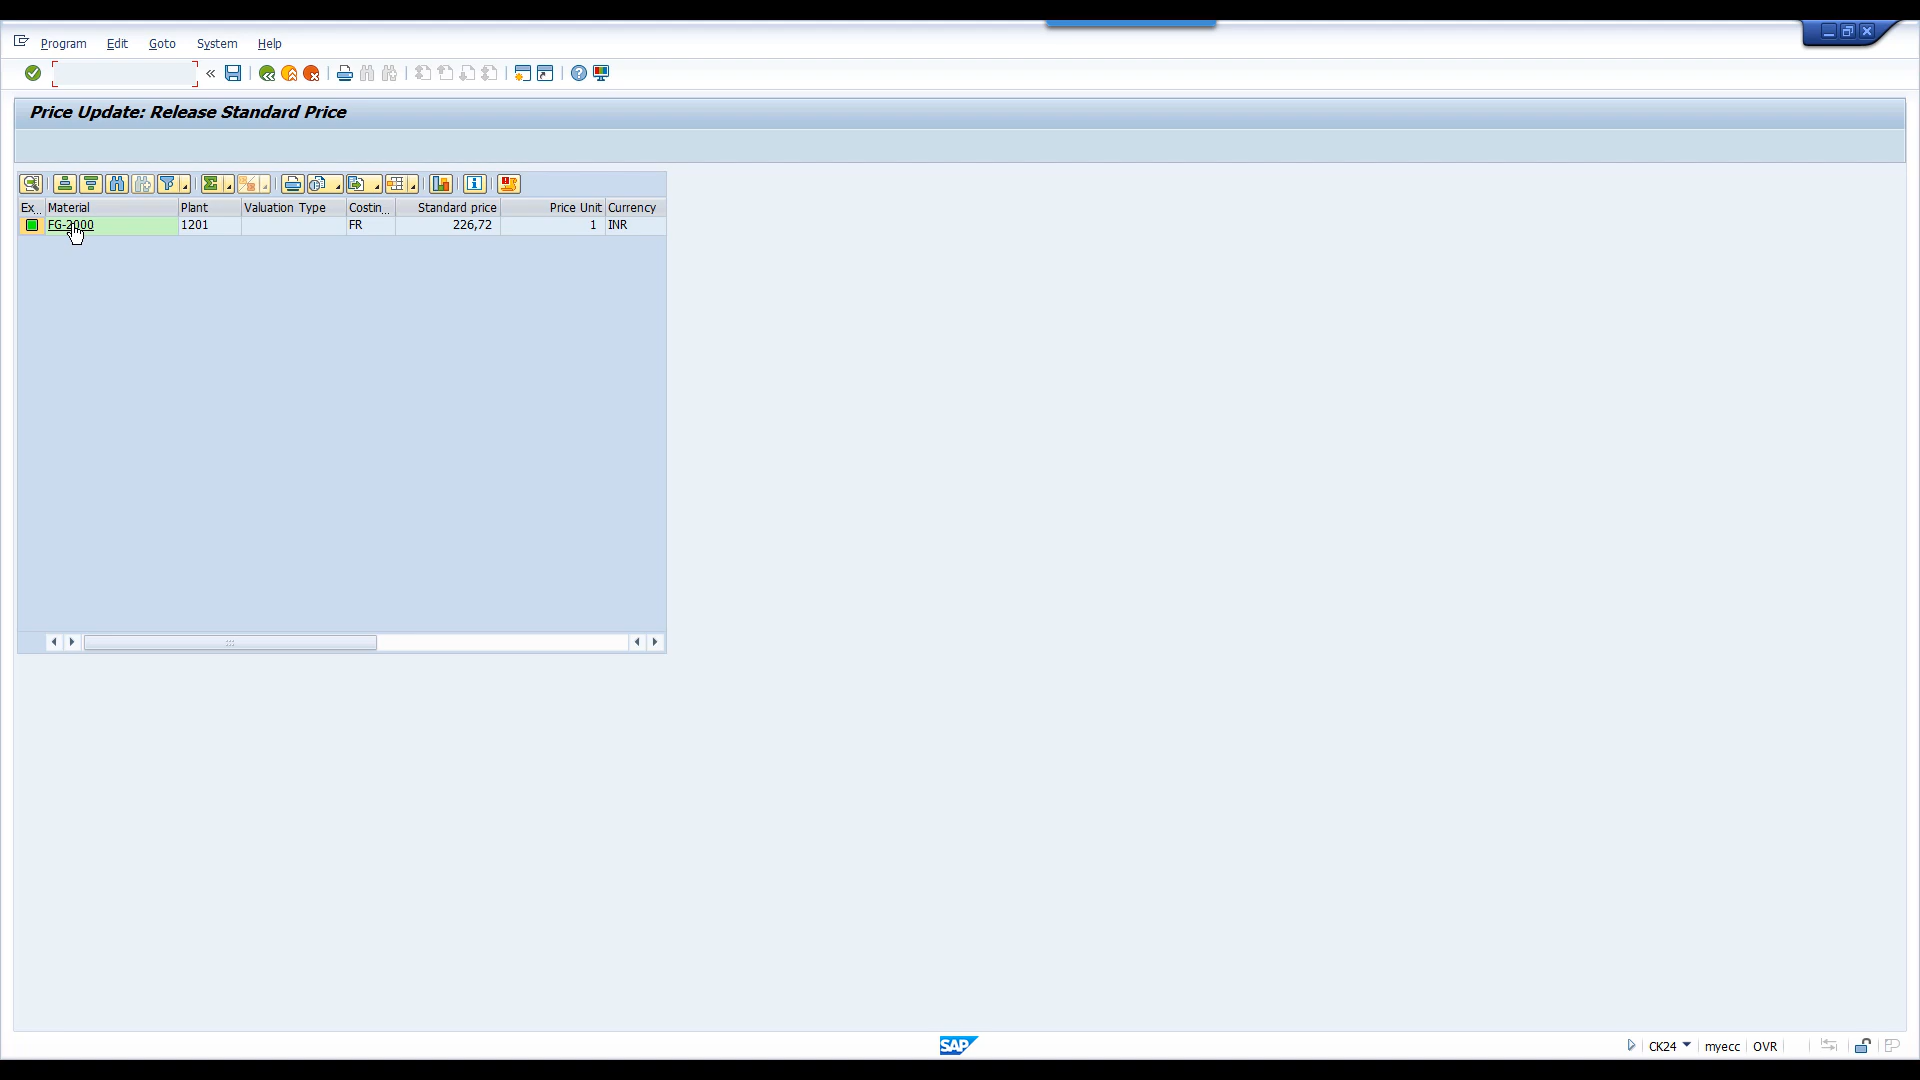 Program Edit Goto System Help
Price Update: Release Standard Price
Ex.. Material Plant Valuation Type Costin... Standard price Price Unit Currency
FG-2000 1201 FR 226,72 1 INR
SAP
CK24 myecc OVR